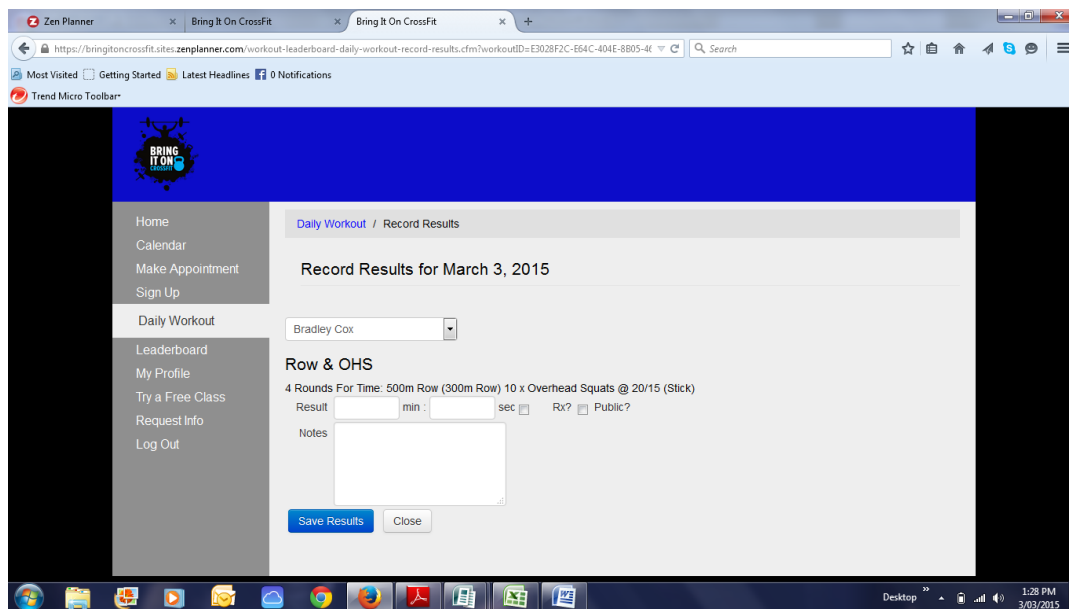 Zen Planner
Bring It On CrossFit
Bring It On CrossFit
https://bringitoncrossfit.sites.zenplanner.com/workout-leaderboard-daily-workout-record-results.cfm?workoutID=E3028F2C-E64C-404E-8B05-46
Search
Most Visited Getting Started Latest Headlines 0 Notifications
Trend Micro Toolbar
BRING
IT ON
CROSSFIT
Home
Calendar
Make Appointment
Sign Up
Daily Workout
Leaderboard
My Profile
Try a Free Class
Request Info
Log Out
Daily Workout / Record Results
Record Results for March 3, 2015
Bradley Cox
Row & OHS
4 Rounds For Time: 500m Row (300m Row) 10 x Overhead Squats @ 20/15 (Stick)
Result min : sec Rx? Public?
Notes
Save Results Close
Desktop
1:28 PM
3/03/2015